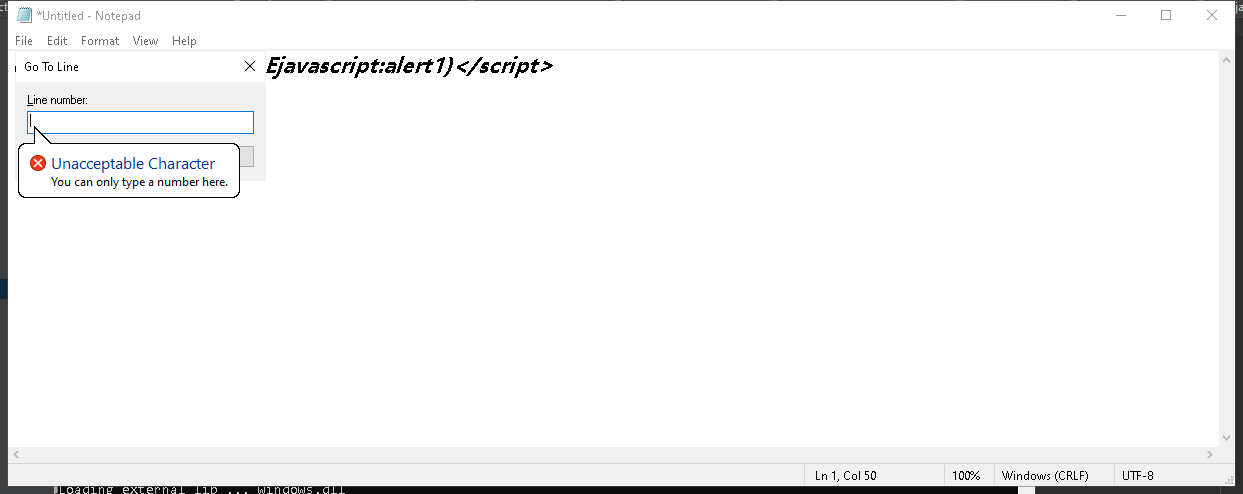 *Untitled - Notepad
File Edit Format View Help
Ejavascript:alert1)</script>
Go To Line
Line number:
Unacceptable Character
You can only type a number here.
Ln 1, Col 50 100% Windows (CRLF) UTF-8
Loading external lib ... windows.dll